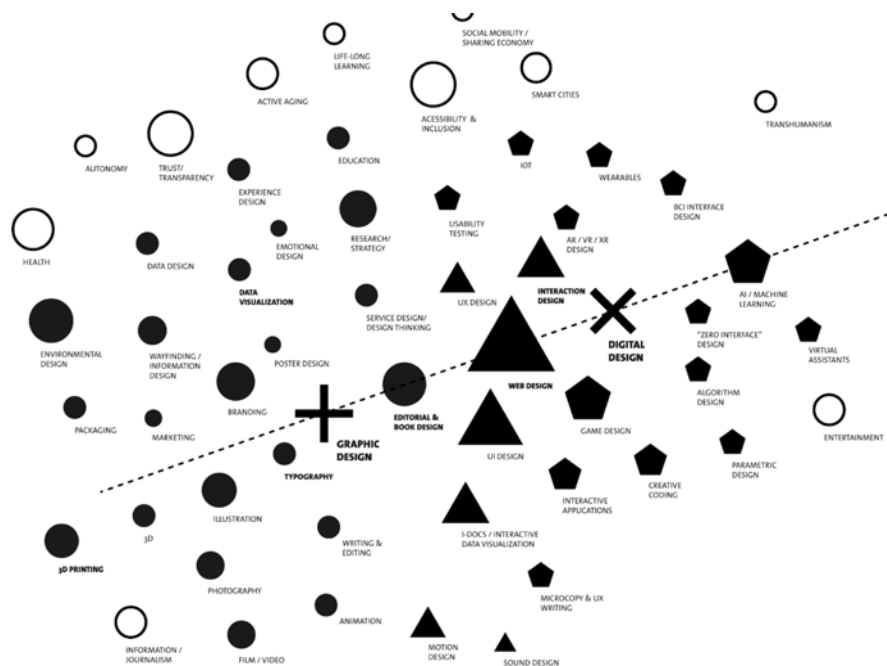 SOCIAL MOBILITY /
SHARING ECONOMY
LIFE-LONG
LEARNING
ACTIVE AGING
SMART CITIES
ACESSIBILITY &
INCLUSION
TRANSHUMANISM
AUTONOMY
TRUST/
TRANSPARENCY
EDUCATION
IOT
WEARABLES
EXPERIENCE
DESIGN
BCI INTERFACE
DESIGN
USABILITY
TESTING
RESEARCH/
STRATEGY
EMOTIONAL
DESIGN
AR / VR / XR
DESIGN
HEALTH
DATA DESIGN
DATA
VISUALIZATION
UX DESIGN
INTERACTION
DESIGN
AI / MACHINE
LEARNING
SERVICE DESIGN/
DESIGN THINKING
"ZERO INTERFACE"
DESIGN
VIRTUAL
ASSISTANTS
DIGITAL
DESIGN
ENVIRONMENTAL
DESIGN
WAYFINDING /
INFORMATION
DESIGN
POSTER DESIGN
WEB DESIGN
ALGORITHM
DESIGN
BRANDING
EDITORIAL &
BOOK DESIGN
PACKAGING
MARKETING
GRAPHIC
DESIGN
GAME DESIGN
ENTERTAINMENT
UI DESIGN
PARAMETRIC
DESIGN
TYPOGRAPHY
INTERACTIVE
APPLICATIONS
CREATIVE
CODING
ILLUSTRATION
3D
I-DOCS / INTERACTIVE
DATA VISUALIZATION
WRITING &
EDITING
3D PRINTING
PHOTOGRAPHY
MICROCOPY & UX
WRITING
ANIMATION
INFORMATION /
JOURNALISM
FILM / VIDEO
MOTION
DESIGN
SOUND DESIGN